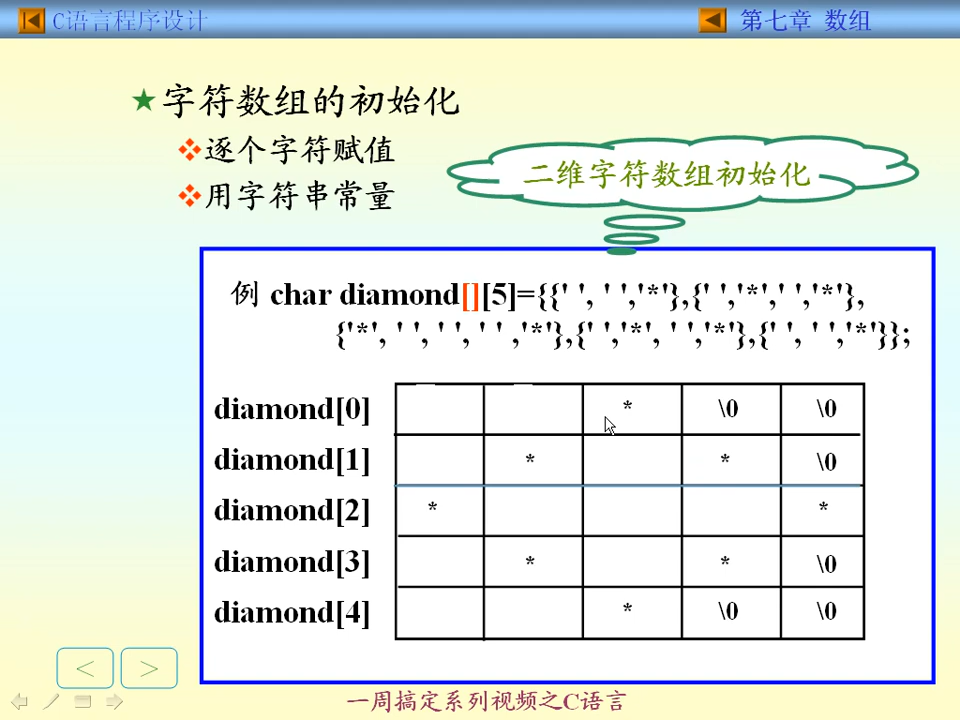 C语言程序设计
第七章 数组
字符数组的初始化
逐个字符赋值
用字符串常量
二维字符数组初始化
例 char diamond[][5]={{' ', ' ','*'},{' ','*',' ','*'},
{'*', ' ', ' ', ' ' ,'*'},{' ','*', ' ','*'},{' ', ' ','*'}};
diamond[0] * \0 \0
diamond[1] * * \0
diamond[2] * *
diamond[3] * * \0
diamond[4] * \0 \0
< >
一周搞定系列视频之C语言